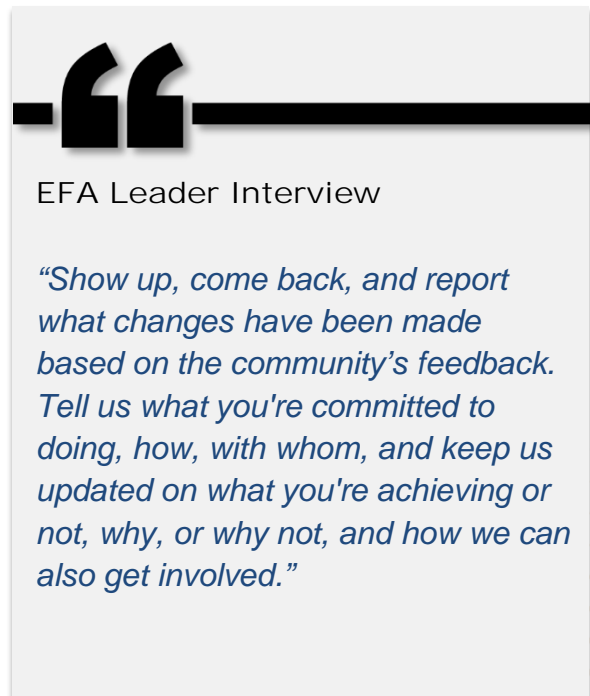 EFA Leader Interview
“Show up, come back, and report
what changes have been made
based on the community’s feedback.
Tell us what you're committed to
doing, how, with whom, and keep us
updated on what you're achieving or
not, why, or why not, and how we can
also get involved.”